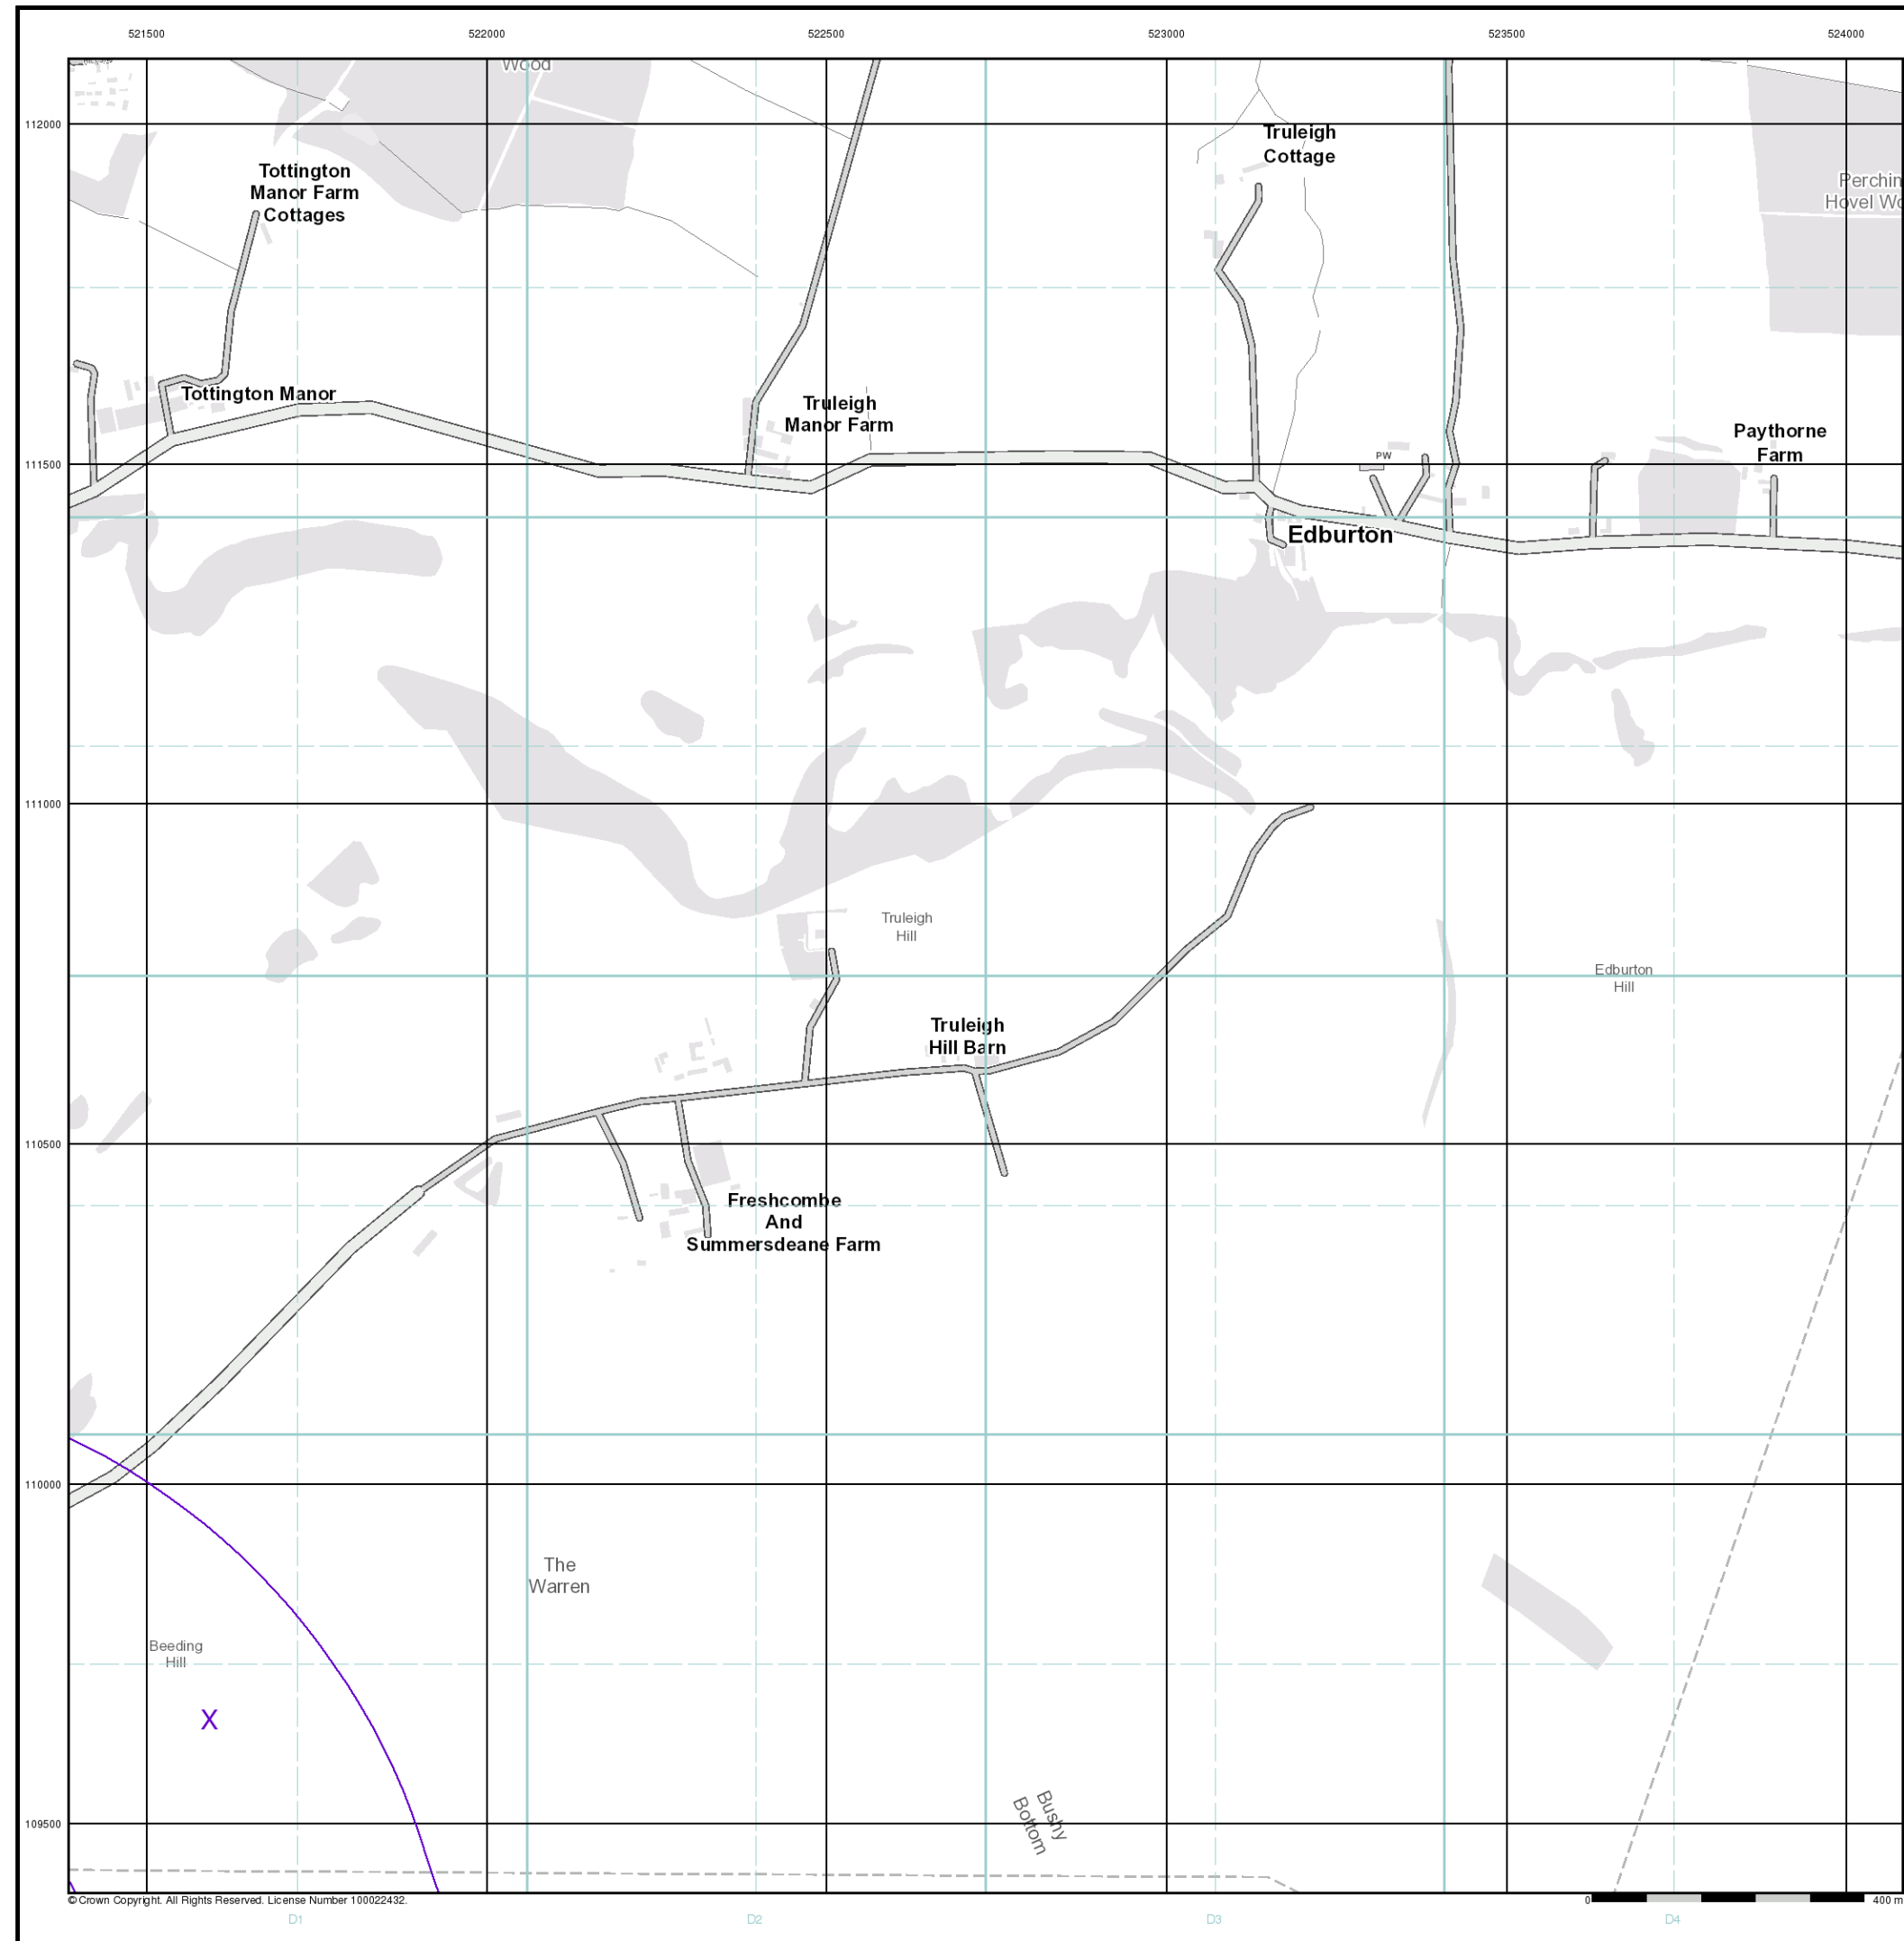 521500 522000 522500 523000 523500 524000
Wood
112000
Truleigh
Cottage
Tottington
Manor Farm
Cottages
Perchin
Hovel Wo
Tottington Manor
Truleigh
Manor Farm
Paythorne
Farm
PW
111500
Edburton
111000
Truleigh
Hill
Edburton
Hill
Truleigh
Hill Barn
110500
Freshcombe
And
Summersdeane Farm
110000
The
Warren
Beeding
Hill
X
Bushy
Bottom
109500
© Crown Copyright. All Rights Reserved. License Number 100022432.
0 400 m
D1 D2 D3 D4